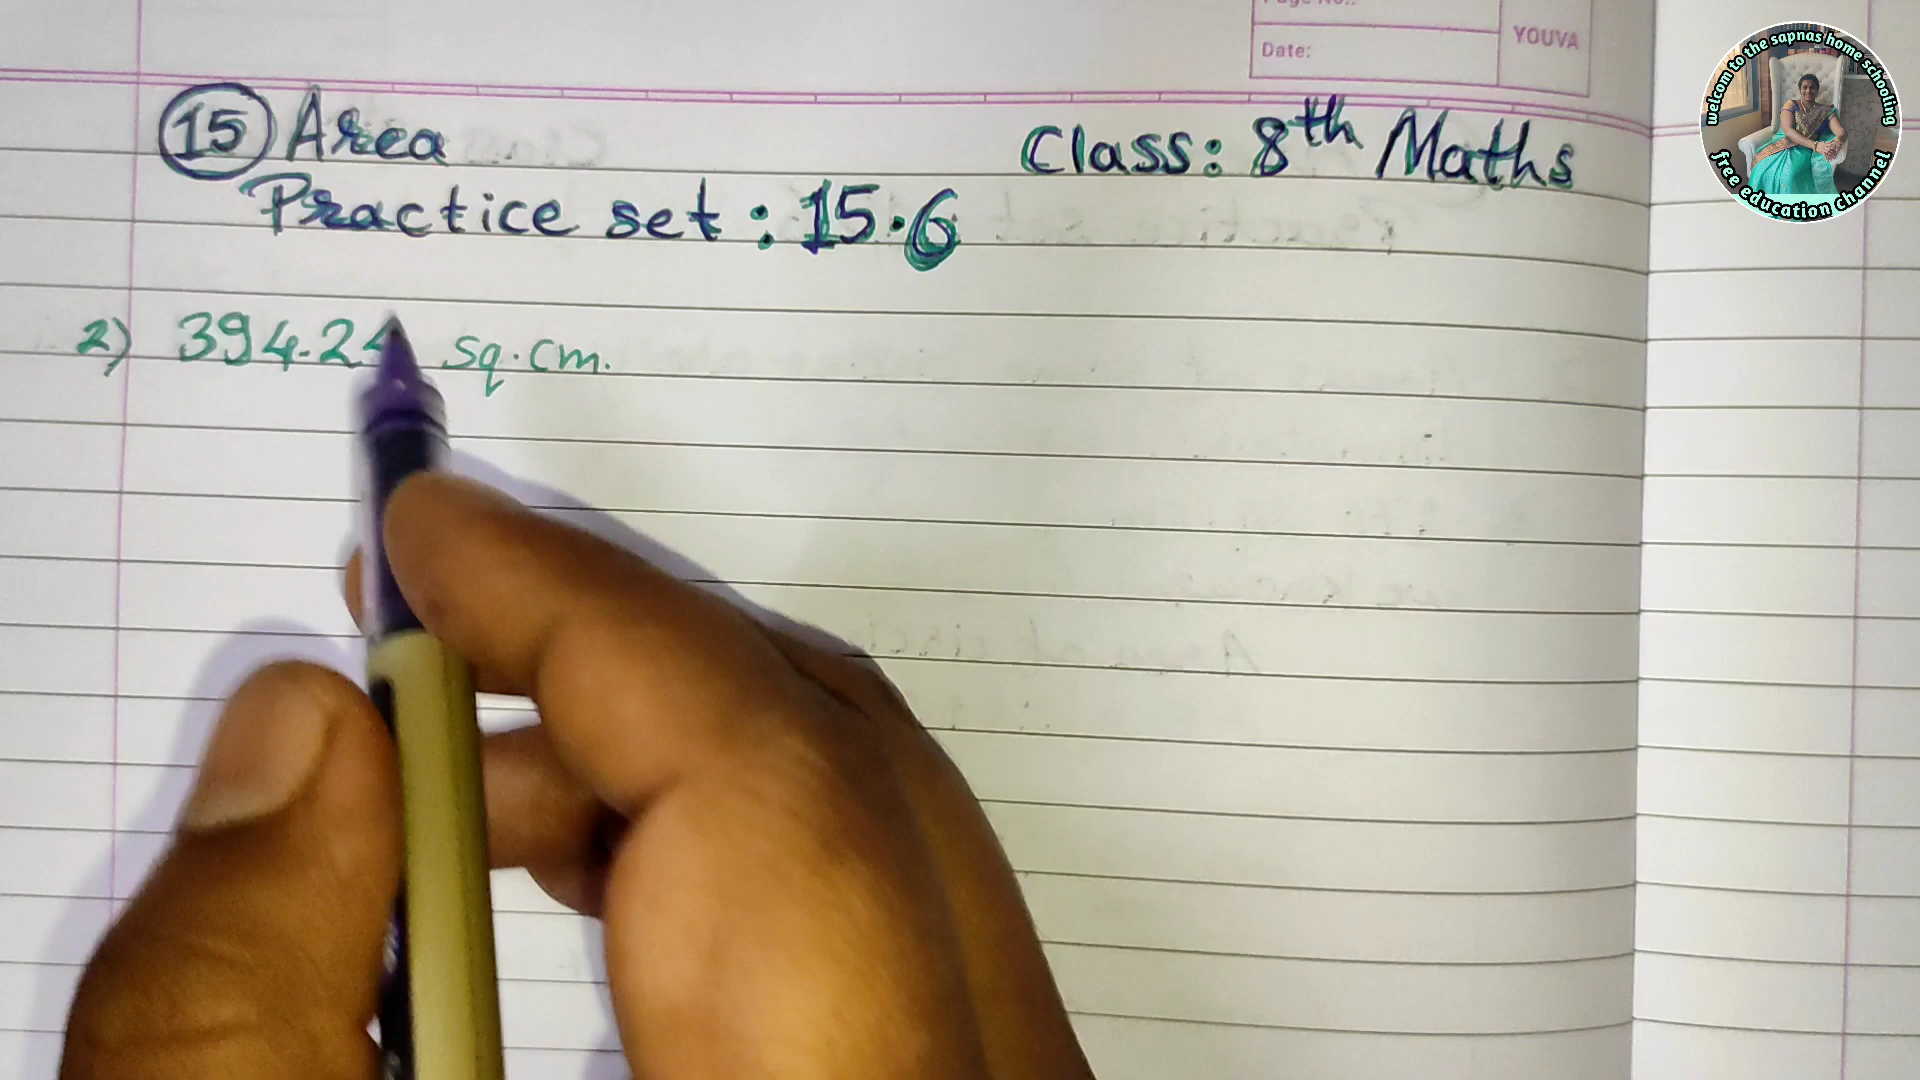 Date:
YOUVA
welcom to the sapnas home schooling
free education channel
15 Area
Class: 8th Maths
Practice set : 15.6
2) 394.24 sq.cm.